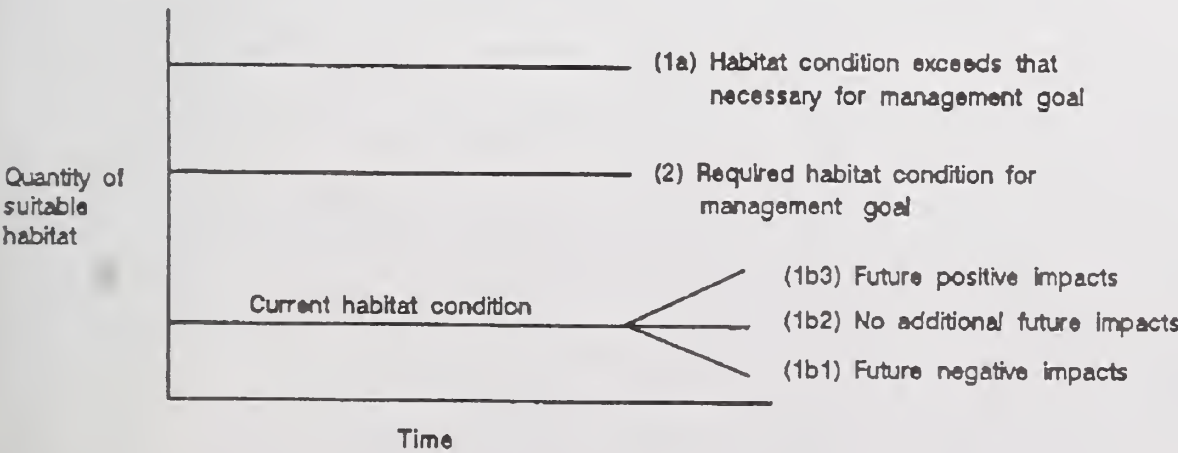 (1a) Habitat condition exceeds that
necessary for management goal
Quantity of
suitable
habitat
(2) Required habitat condition for
management goal
Current habitat condition
(1b3) Future positive impacts
(1b2) No additional future impacts
(1b1) Future negative impacts
Time